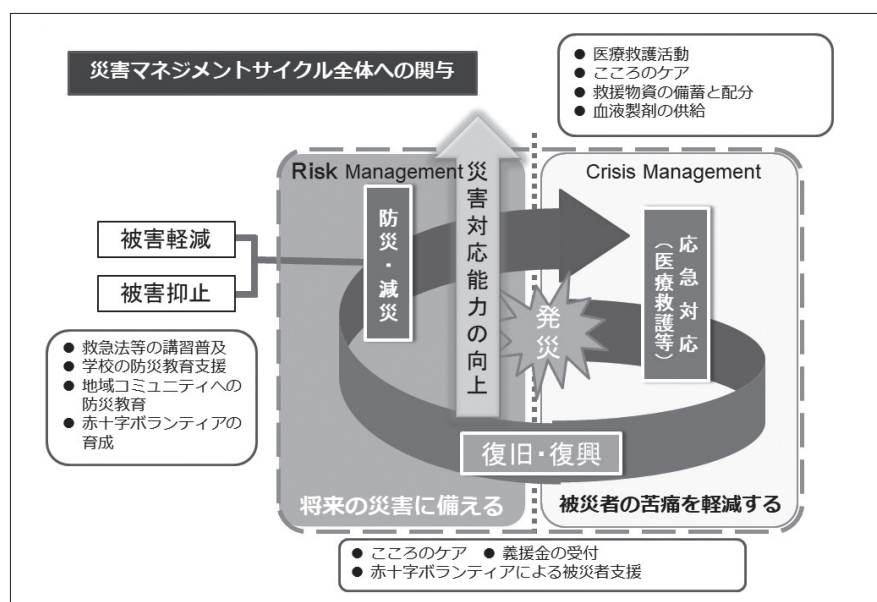 災害マネジメントサイクル全体への関与
● 医療救護活動
● こころのケア
● 救援物資の備蓄と配分
● 血液製剤の供給
Risk Management
Crisis Management
災害対応能力の向上
防災・減災
被害軽減
被害抑止
応急対応
(医療救護等)
発災
● 救急法等の講習普及
● 学校の防災教育支援
● 地域コミュニティへの
防災教育
● 赤十字ボランティアの
育成
復旧・復興
将来の災害に備える
被災者の苦痛を軽減する
● こころのケア ● 義援金の受付
● 赤十字ボランティアによる被災者支援